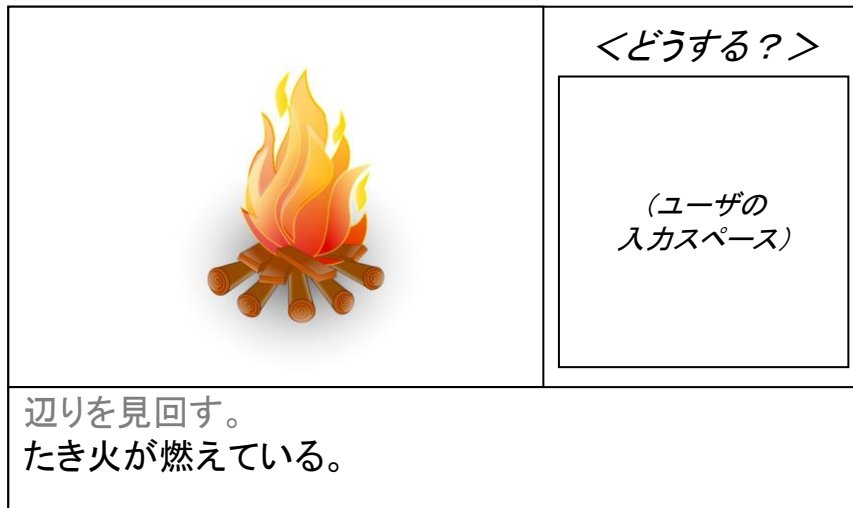 ＜どうする？＞
（ユーザの
入力スペース）
辺りを見回す。
たき火が燃えている。